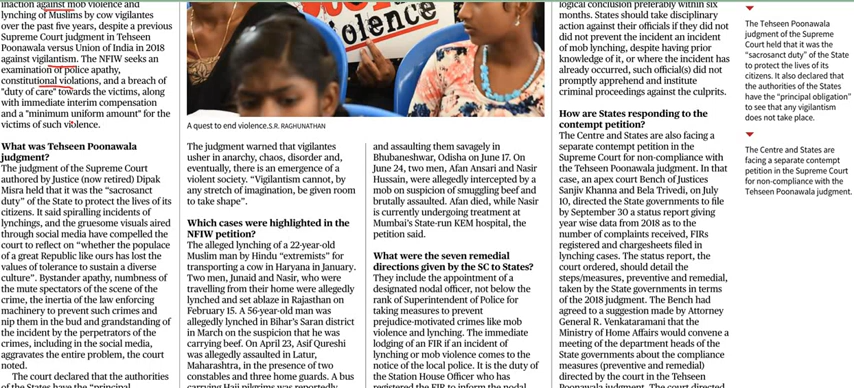 inaction against mob violence and
lynching of Muslims by cow vigilantes
over the past five years, despite a previous
Supreme Court judgment in Tehseen
Poonawala versus Union of India in 2018
against vigilantism. The NFIW seeks an
examination of police apathy,
constitutional violations, and a breach of
"duty of care" towards the victims, along
with immediate interim compensation
and a "minimum uniform amount" for the
victims of such violence.
What was Tehseen Poonawala
judgment?
The judgment of the Supreme Court
authored by Justice (now retired) Dipak
Misra held that it was the “sacrosanct
duty” of the State to protect the lives of its
citizens. It said spiralling incidents of
lynchings, and the gruesome visuals aired
through social media have compelled the
court to reflect on “whether the populace
of a great Republic like ours has lost the
values of tolerance to sustain a diverse
culture”. Bystander apathy, numbness of
the mute spectators of the scene of the
crime, the inertia of the law enforcing
machinery to prevent such crimes and
nip them in the bud and grandstanding of
the incident by the perpetrators of the
crimes, including in the social media,
aggravates the entire problem, the court
noted.
The court declared that the authorities
of the States have the “principal
olence
A quest to end violence. S.R. RAGHUNATHAN
The judgment warned that vigilantes
usher in anarchy, chaos, disorder and,
eventually, there is an emergence of a
violent society. “Vigilantism cannot, by
any stretch of imagination, be given room
to take shape”.
Which cases were highlighted in the
NFIW petition?
The alleged lynching of a 22-year-old
Muslim man by Hindu “extremists” for
transporting a cow in Haryana in January.
Two men, Junaid and Nasir, who were
travelling from their home were allegedly
lynched and set ablaze in Rajasthan on
February 15. A 56-year-old man was
allegedly lynched in Bihar’s Saran district
in March on the suspicion that he was
carrying beef. On April 23, Asif Qureshi
was allegedly assaulted in Latur,
Maharashtra, in the presence of two
constables and three home guards. A bus
carrying Haji pilgrims was reportedly
and assaulting them savagely in
Bhubaneshwar, Odisha on June 17. On
June 24, two men, Afan Ansari and Nasir
Hussain, were allegedly intercepted by a
mob on suspicion of smuggling beef and
brutally assaulted. Afan died, while Nasir
is currently undergoing treatment at
Mumbai’s State-run KEM hospital, the
petition said.
What were the seven remedial
directions given by the SC to States?
They include the appointment of a
designated nodal officer, not below the
rank of Superintendent of Police for
taking measures to prevent
prejudice-motivated crimes like mob
violence and lynching. The immediate
lodging of an FIR if an incident of
lynching or mob violence comes to the
notice of the local police. It is the duty of
the Station House Officer who has
registered the FIR to inform the nodal
logical conclusion preferably within six
months. States should take disciplinary
action against their officials if they did not
did not prevent the incident an incident
of mob lynching, despite having prior
knowledge of it, or where the incident has
already occurred, such official(s) did not
promptly apprehend and institute
criminal proceedings against the culprits.
How are States responding to the
contempt petition?
The Centre and States are also facing a
separate contempt petition in the
Supreme Court for non-compliance with
the Tehseen Poonawala judgment. In that
case, an apex court Bench of Justices
Sanjiv Khanna and Bela Trivedi, on July
10, directed the State governments to file
by September 30 a status report giving
year wise data from 2018 as to the
number of complaints received, FIRs
registered and chargesheets filed in
lynching cases. The status report, the
court ordered, should detail the
steps/measures, preventive and remedial,
taken by the State governments in terms
of the 2018 judgment. The Bench had
agreed to a suggestion made by Attorney
General R. Venkataramani that the
Ministry of Home Affairs would convene a
meeting of the department heads of the
State governments about the compliance
measures (preventive and remedial)
directed by the court in the Tehseen
Poonawala judgment. The court directed
The Tehseen Poonawala
judgment of the Supreme
Court held that it was the
“sacrosanct duty” of the State
to protect the lives of its
citizens. It also declared that
the authorities of the States
have the “principal obligation”
to see that any vigilantism
does not take place.
The Centre and States are
facing a separate contempt
petition in the Supreme Court
for non-compliance with the
Tehseen Poonawala judgment.